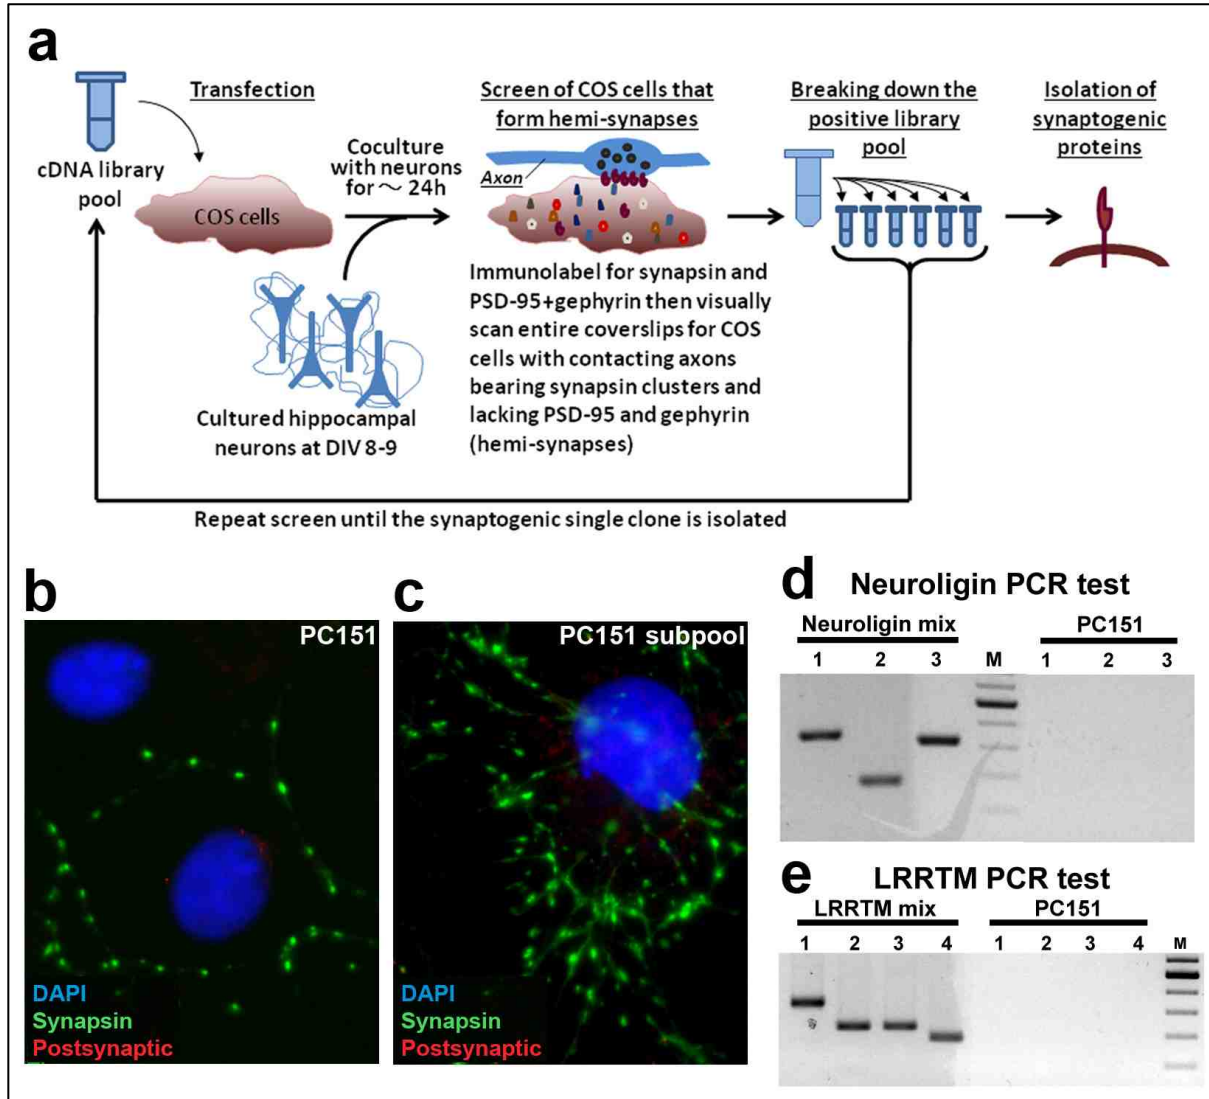 a
Transfection
cDNA library
pool
COS cells
Coculture
with neurons
for ~ 24h
Cultured hippocampal
neurons at DIV 8-9
Screen of COS cells that
form hemi-synapses
Axon
Immunolabel for synapsin and
PSD-95+gephyrin then visually
scan entire coverslips for COS
cells with contacting axons
bearing synapsin clusters and
lacking PSD-95 and gephyrin
(hemi-synapses)
Breaking down the
positive library
pool
Isolation of
synaptogenic
proteins
Repeat screen until the synaptogenic single clone is isolated
b
PC151
DAPI
Synapsin
Postsynaptic
c
PC151 subpool
DAPI
Synapsin
Postsynaptic
d
Neuroligin PCR test
Neuroligin mix PC151
1 2 3 M 1 2 3
e
LRRTM PCR test
LRRTM mix PC151
1 2 3 4 1 2 3 4 M